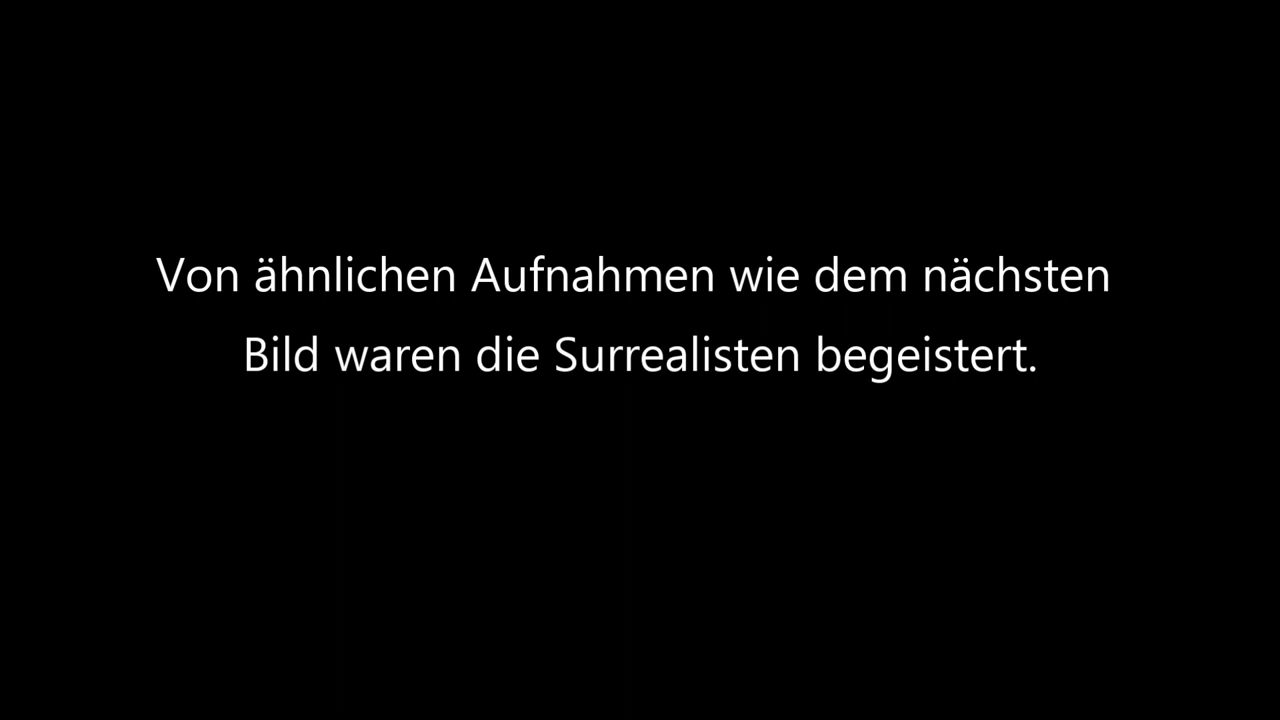 Von ähnlichen Aufnahmen wie dem nächsten
Bild waren die Surrealisten begeistert.